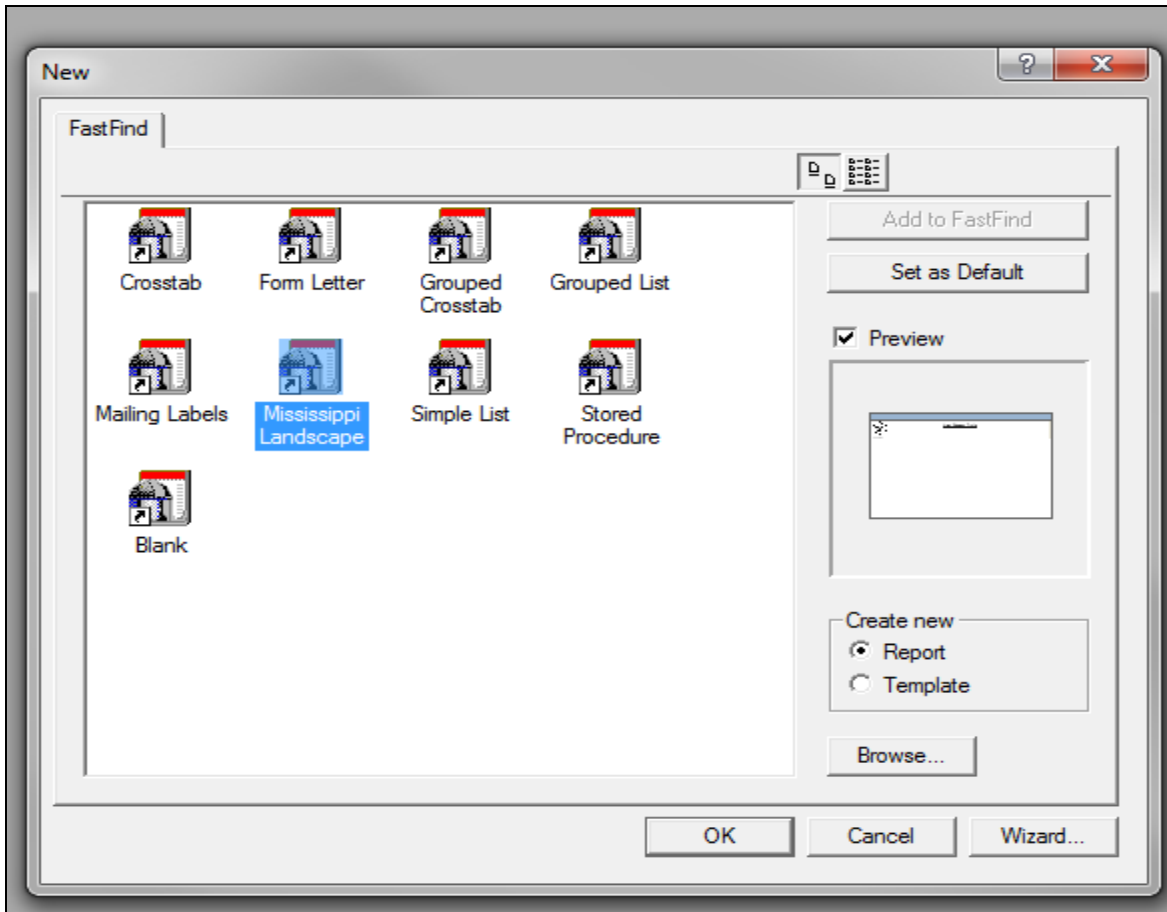 New
FastFind
Crosstab
Form Letter
Grouped
Crosstab
Grouped List
Mailing Labels
Mississippi
Landscape
Simple List
Stored
Procedure
Blank
Add to FastFind
Set as Default
Preview
Create new
Report
Template
Browse...
OK
Cancel
Wizard...